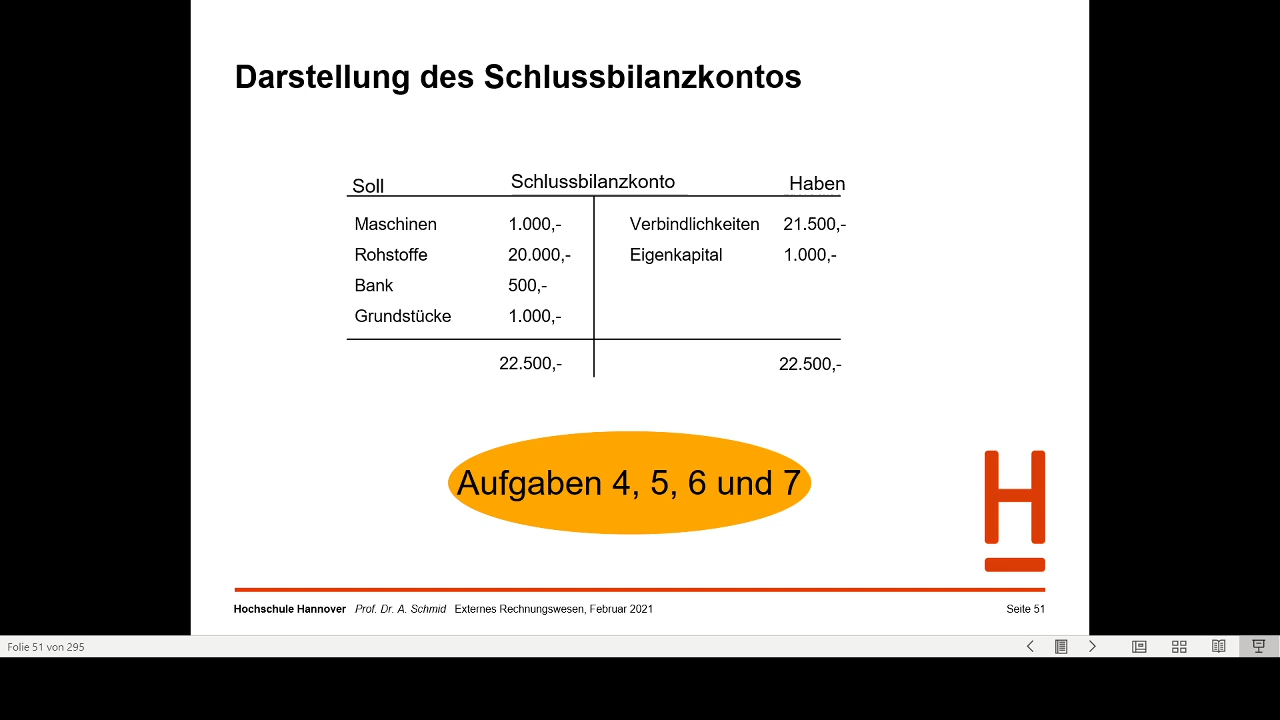 Darstellung des Schlussbilanzkontos
Soll Schlussbilanzkonto Haben
Maschinen 1.000,- Verbindlichkeiten 21.500,-
Rohstoffe 20.000,- Eigenkapital 1.000,-
Bank 500,-
Grundstücke 1.000,-
22.500,- 22.500,-
Aufgaben 4, 5, 6 und 7
H
Hochschule Hannover Prof. Dr. A. Schmid Externes Rechnungswesen, Februar 2021 Seite 51
Folie 51 von 295